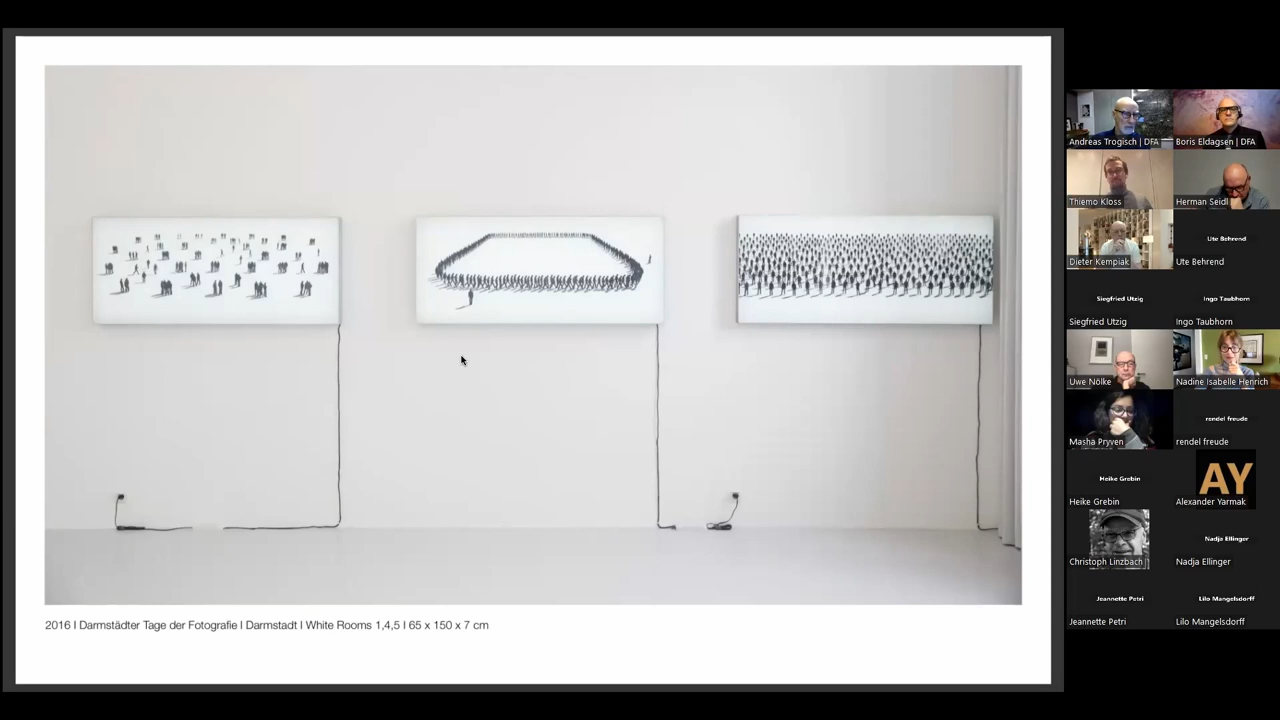 2016 I Darmstädter Tage der Fotografie I Darmstadt I White Rooms 1,4,5 I 65 x 150 x 7 cm
Andreas Trogisch | DFA
Boris Eldagsen | DFA
Thiemo Kloss
Herman Seidl
Dieter Kempiak
Ute Behrend
Ute Behrend
Siegfried Utzig
Siegfried Utzig
Ingo Taubhorn
Ingo Taubhorn
Uwe Nölke
Nadine Isabelle Henrich
Masha Pryven
rendel freude
rendel freude
Heike Grebin
Heike Grebin
AY
Alexander Yarmak
Christoph Linzbach
Nadja Ellinger
Nadja Ellinger
Jeannette Petri
Jeannette Petri
Lilo Mangelsdorff
Lilo Mangelsdorff